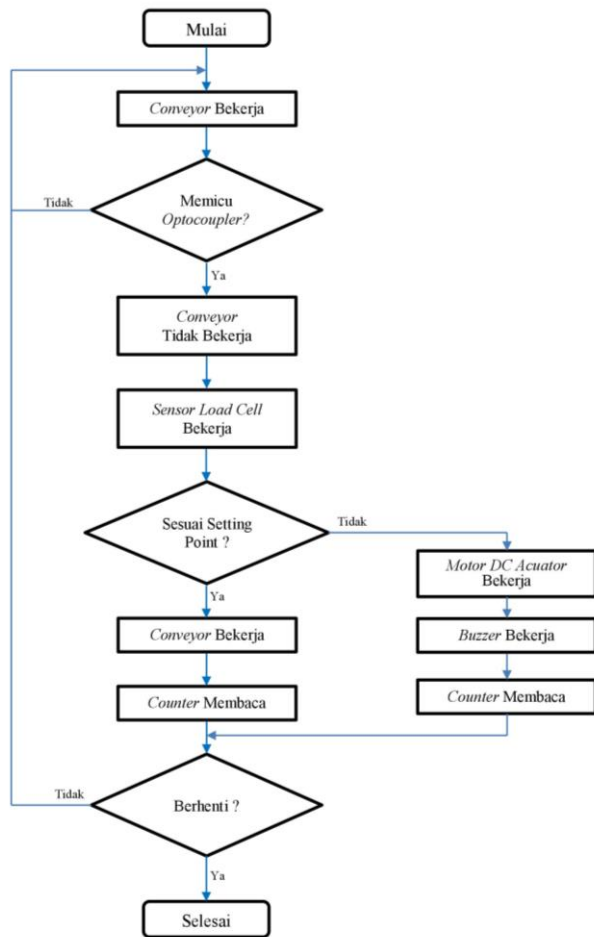 Mulai
Conveyor Bekerja
Memicu
Optocoupler?
Tidak
Ya
Conveyor
Tidak Bekerja
Sensor Load Cell
Bekerja
Sesuai Setting
Point ?
Tidak
Motor DC Acuator
Bekerja
Buzzer Bekerja
Counter Membaca
Ya
Conveyor Bekerja
Counter Membaca
Berhenti ?
Tidak
Ya
Selesai